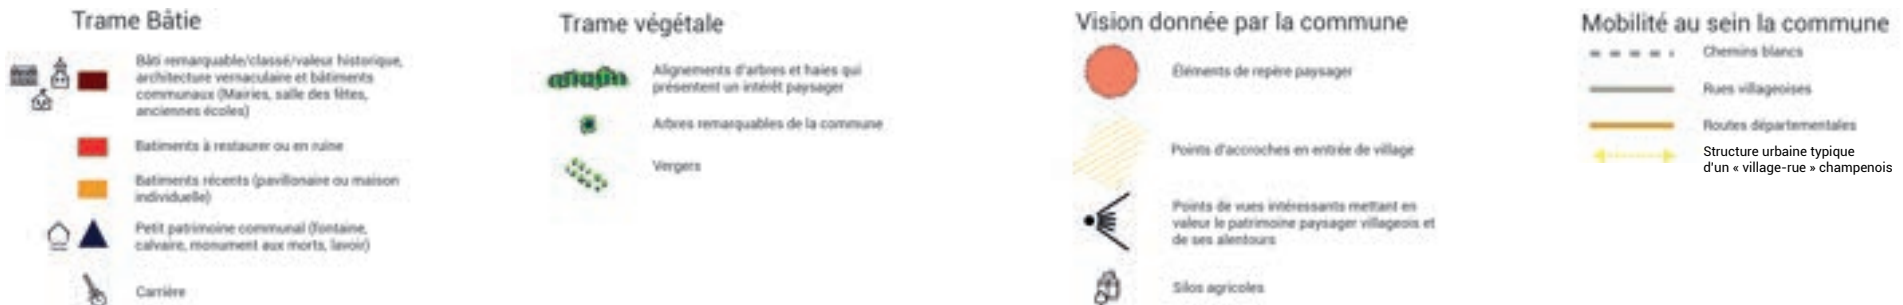 Trame Bâtie
Bâti remarquable/classé/valeur historique,
architecture vernaculaire et bâtiments
communaux (Mairies, salle des fêtes,
anciennes écoles)
Batiments à restaurer ou en ruine
Batiments récents (pavillonaire ou maison
individuelle)
Petit patrimoine communal (fontaine,
calvaire, monument aux morts, lavoir)
Carrière
Trame végétale
Alignements d'arbres et haies qui
présentent un intérêt paysager
Arbres remarquables de la commune
Vergers
Vision donnée par la commune
Éléments de repère paysager
Points d'accroches en entrée de village
Points de vues intéressants mettant en
valeur le patrimoine paysager villageois et
de ses alentours
Silos agricoles
Mobilité au sein la commune
Chemins blancs
Rues villageoises
Routes départementales
Structure urbaine typique
d'un « village-rue » champenois